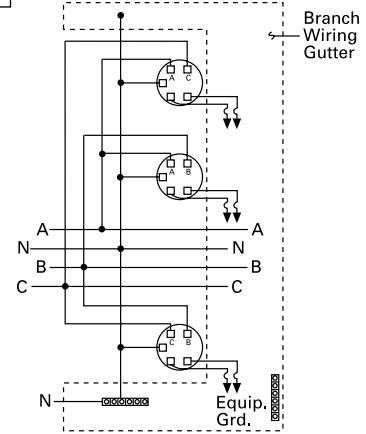 Branch
Wiring
Gutter
A C
A B
A A
N N
B B
C C
C B
N
Equip.
Grd.